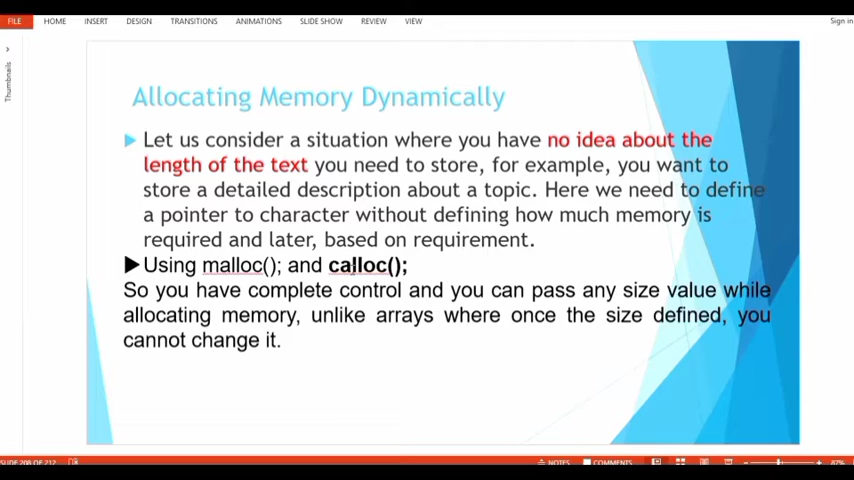 FILE HOME INSERT DESIGN TRANSITIONS ANIMATIONS SLIDE SHOW REVIEW VIEW Sign in
Thumbnails
Allocating Memory Dynamically
Let us consider a situation where you have no idea about the
length of the text you need to store, for example, you want to
store a detailed description about a topic. Here we need to define
a pointer to character without defining how much memory is
required and later, based on requirement.
Using malloc(); and calloc();
So you have complete control and you can pass any size value while
allocating memory, unlike arrays where once the size defined, you
cannot change it.
SLIDE 208 OF 212 NOTES COMMENTS 87%